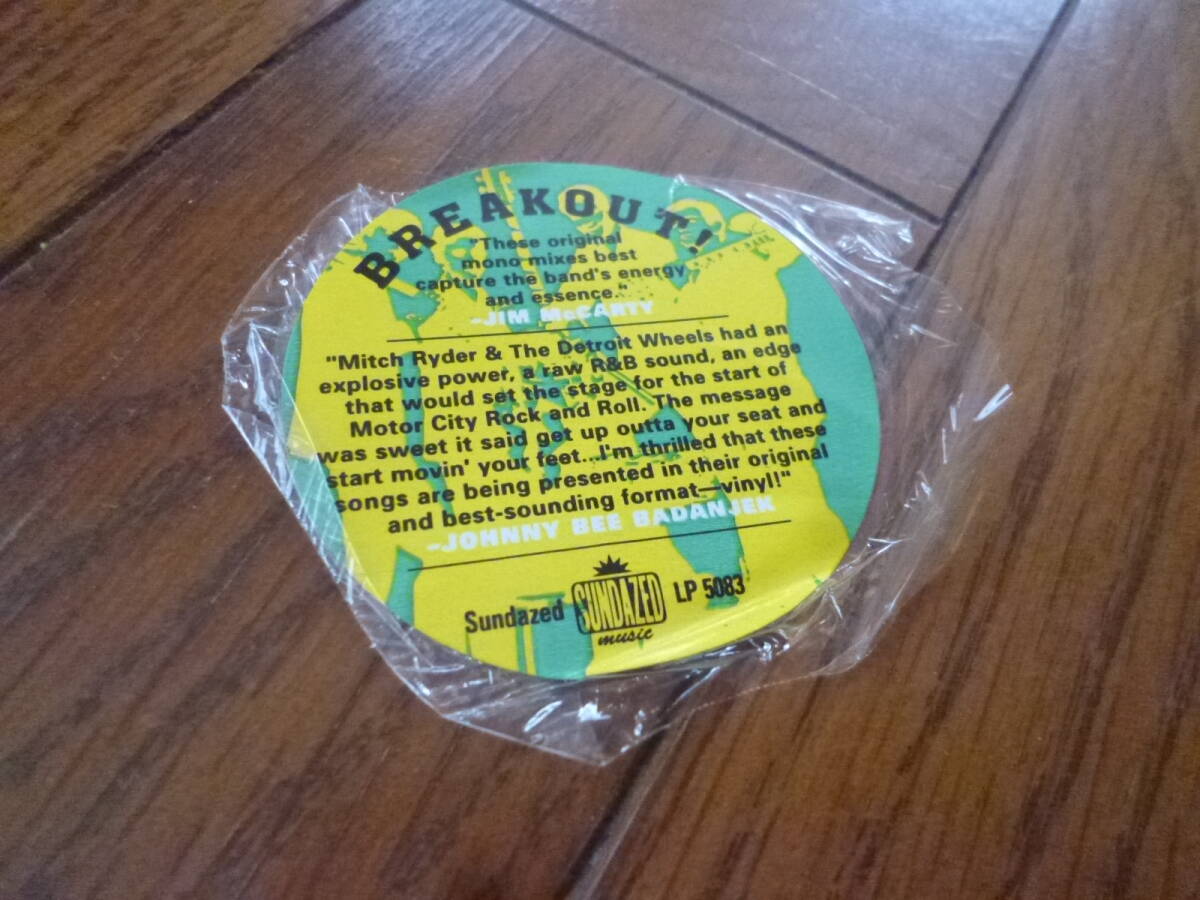 BREAKOUT!
"These original
mono mixes best
capture the band's energy
and essence."
-JIM McCARTY
"Mitch Ryder & The Detroit Wheels had an
explosive power, a raw R&B sound, an edge
that would set the stage for the start of
Motor City Rock and Roll. The message
was sweet it said get up outta your seat and
start movin' your feet...I'm thrilled that these
songs are being presented in their original
and best-sounding format—vinyl!"
-JOHNNY BEE BADANJEK
Sundazed SUNDAZED music LP 5083